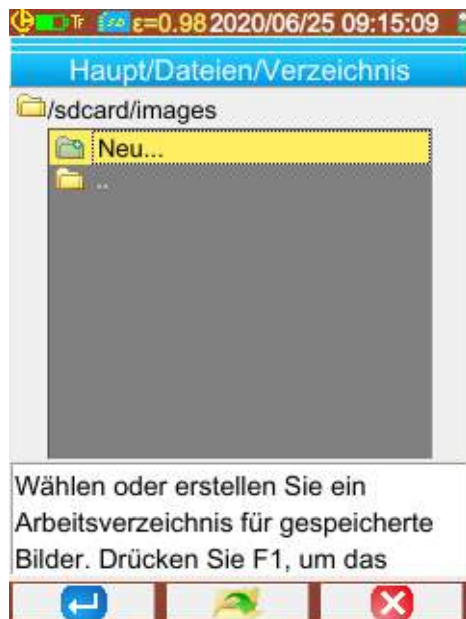 TF ε=0.98 2020/06/25 09:15:09
Haupt/Dateien/Verzeichnis
/sdcard/images
Neu...
..
Wählen oder erstellen Sie ein
Arbeitsverzeichnis für gespeicherte
Bilder. Drücken Sie F1, um das